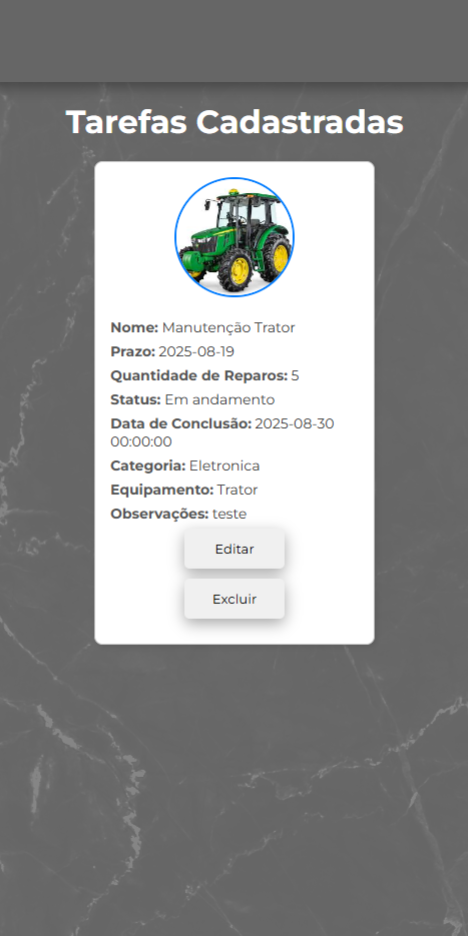 Tarefas Cadastradas
Nome: Manutenção Trator
Prazo: 2025-08-19
Quantidade de Reparos: 5
Status: Em andamento
Data de Conclusão: 2025-08-30
00:00:00
Categoria: Eletronica
Equipamento: Trator
Observações: teste
Editar
Excluir